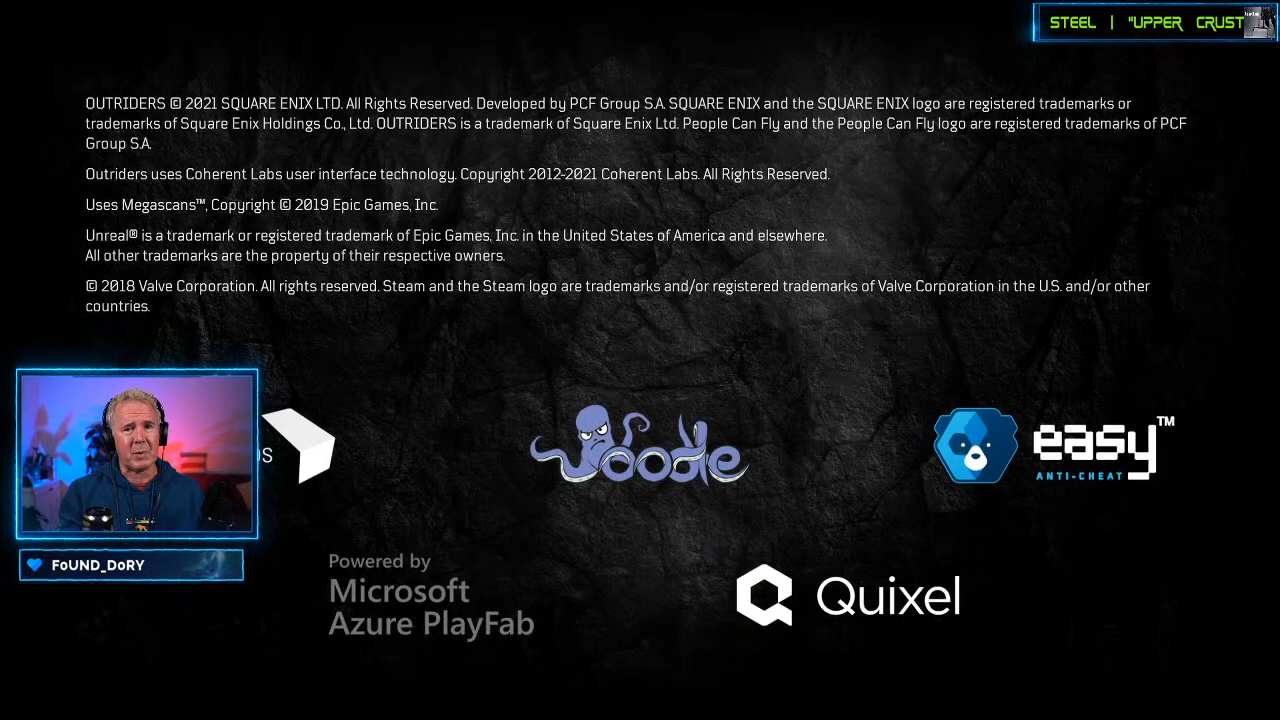 STEEL | "UPPER CRUST
OUTRIDERS © 2021 SQUARE ENIX LTD. All Rights Reserved. Developed by PCF Group S.A. SQUARE ENIX and the SQUARE ENIX logo are registered trademarks or
trademarks of Square Enix Holdings Co., Ltd. OUTRIDERS is a trademark of Square Enix Ltd. People Can Fly and the People Can Fly logo are registered trademarks of PCF
Group S.A.
Outriders uses Coherent Labs user interface technology. Copyright 2012-2021 Coherent Labs. All Rights Reserved.
Uses Megascans™, Copyright © 2019 Epic Games, Inc.
Unreal® is a trademark or registered trademark of Epic Games, Inc. in the United States of America and elsewhere.
All other trademarks are the property of their respective owners.
© 2018 Valve Corporation. All rights reserved. Steam and the Steam logo are trademarks and/or registered trademarks of Valve Corporation in the U.S. and/or other
countries.
oodle
easy™
ANTI-CHEAT
F0UND_D0RY
Powered by
Microsoft
Azure PlayFab
Quixel